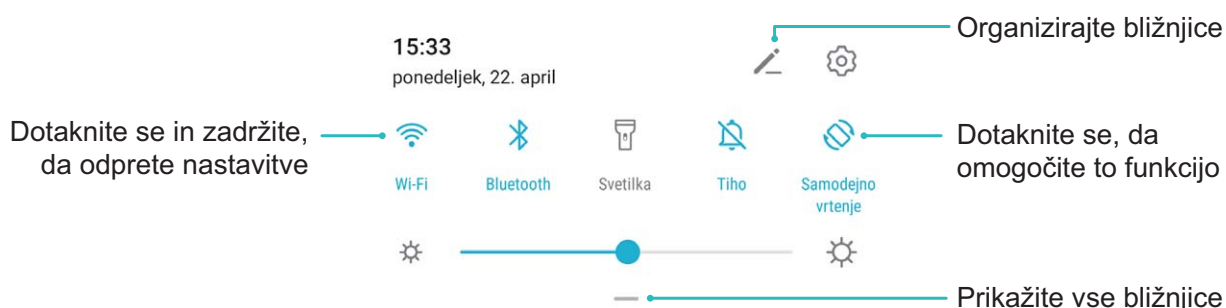 Organizirajte bližnjice
15:33
ponedeljek, 22. april
Dotaknite se in zadržite,
da odprete nastavitve
Dotaknite se, da
omogočite to funkcijo
Wi-Fi
Bluetooth
Svetilka
Tiho
Samodejno
vrtenje
Prikažite vse bližnjice